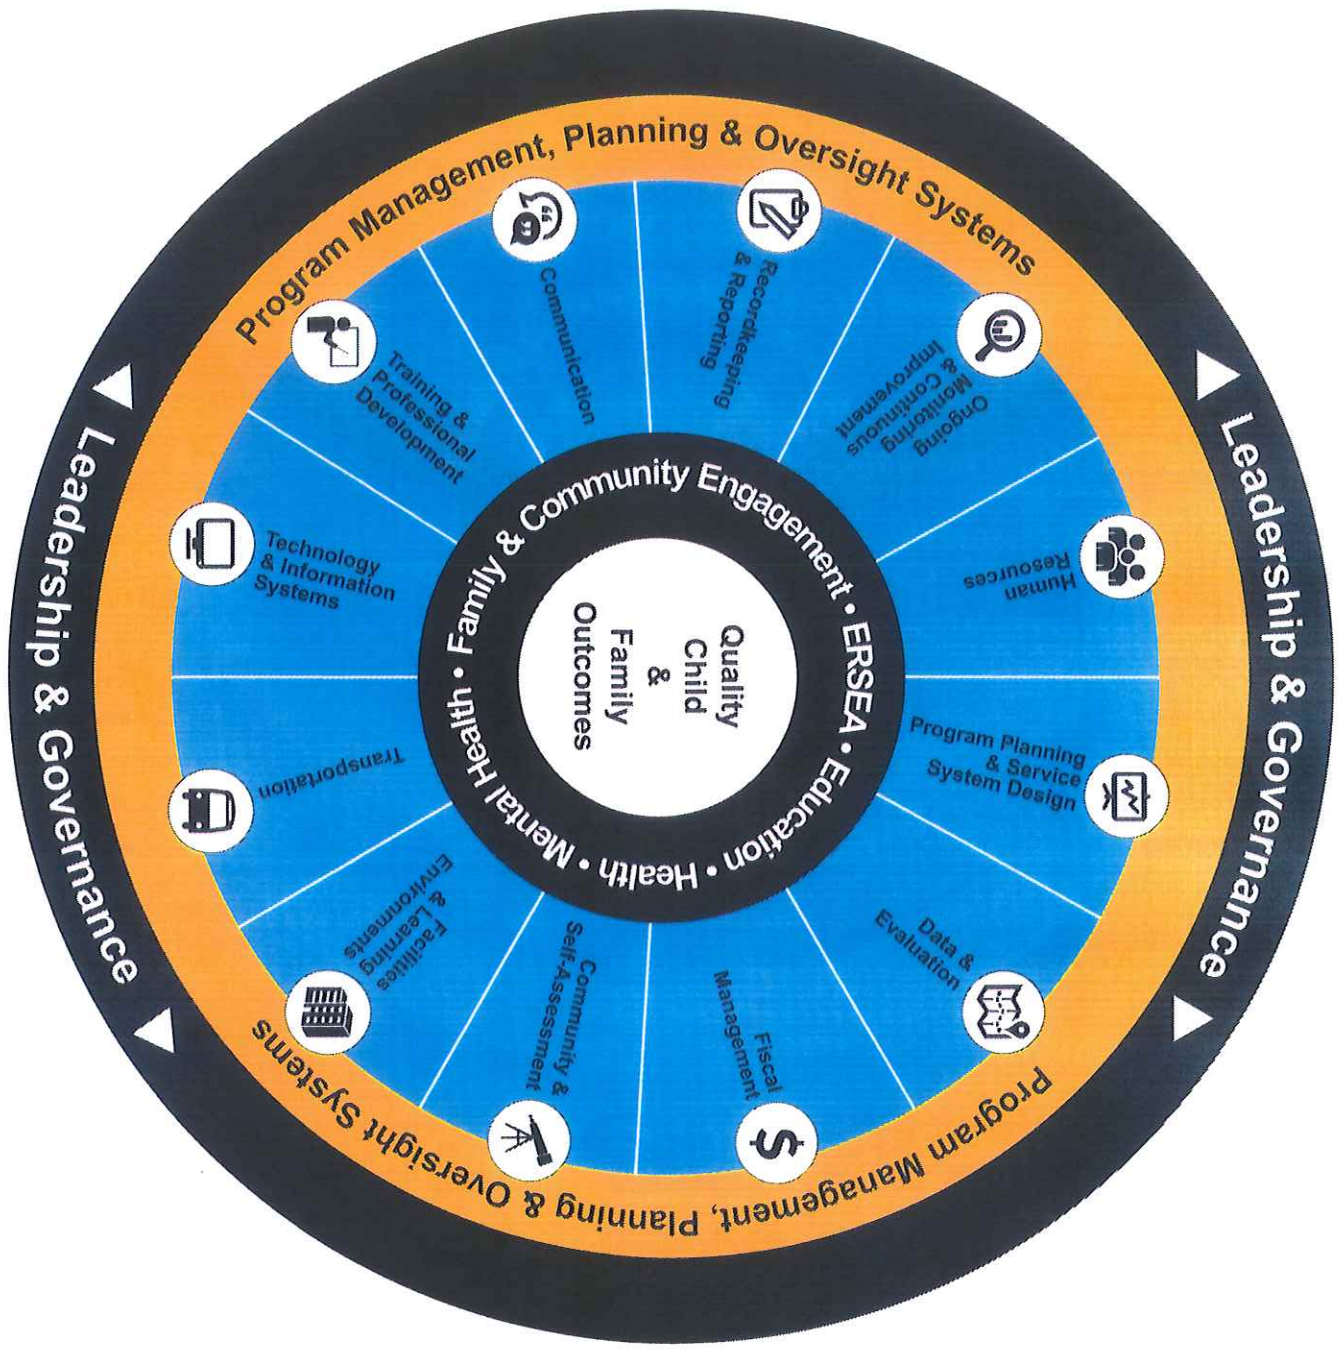 Leadership & Governance
Leadership & Governance
Program Management, Planning & Oversight Systems
Program Management, Planning & Oversight Systems
Program Planning
& Service
System Design
Data &
Evaluation
Fiscal
Management
Community &
Self-Assessment
Facilities
& Learning
Environments
Transportation
Technology
& Information
Systems
Training &
Professional
Development
Communication
Recordkeeping
& Reporting
Ongoing
Monitoring
& Continuous
Improvement
Human
Resources
Family & Community Engagement • ERSEA • Education • Health • Mental Health •
Quality
Child
&
Family
Outcomes
$